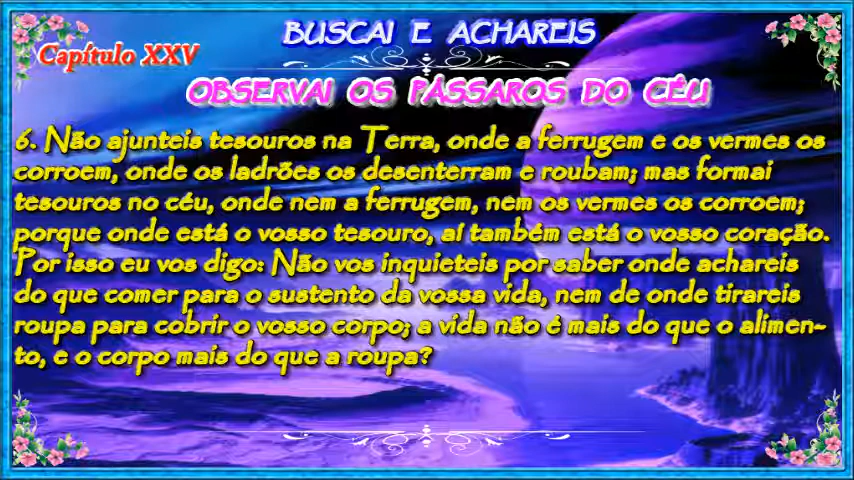 BUSCAI E ACHAREIS
Capítulo XXV
OBSERVAI OS PÁSSAROS DO CÉU
6. Não ajunteis tesouros na Terra, onde a ferrugem e os vermes os
corroem, onde os ladrões os desenterram e roubam; mas formai
tesouros no céu, onde nem a ferrugem, nem os vermes os corroem;
porque onde está o vosso tesouro, aí também está o vosso coração.
Por isso eu vos digo: Não vos inquieteis por saber onde achareis
do que comer para o sustento da vossa vida, nem de onde tirareis
roupa para cobrir o vosso corpo; a vida não é mais do que o alimen-
to, e o corpo mais do que a roupa?